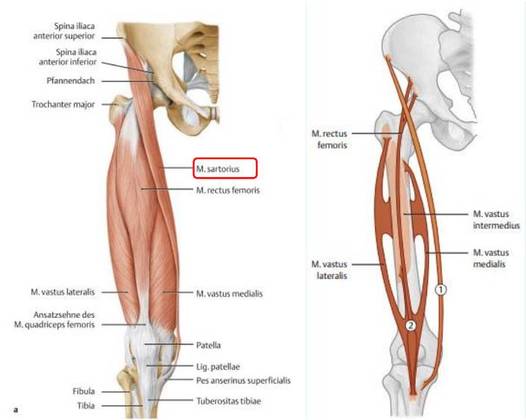 Spina iliaca
anterior superior
Spina iliaca
anterior inferior
Pfannendach
Trochanter major
M. sartorius
M. rectus femoris
M. vastus lateralis
M. vastus medialis
Ansatzsehne des
M. quadriceps femoris
Patella
Lig. patellae
Pes anserinus superficialis
Fibula
Tibia
Tuberositas tibiae
a
M. rectus
femoris
M. vastus
intermedius
M. vastus
lateralis
M. vastus
medialis
1
2